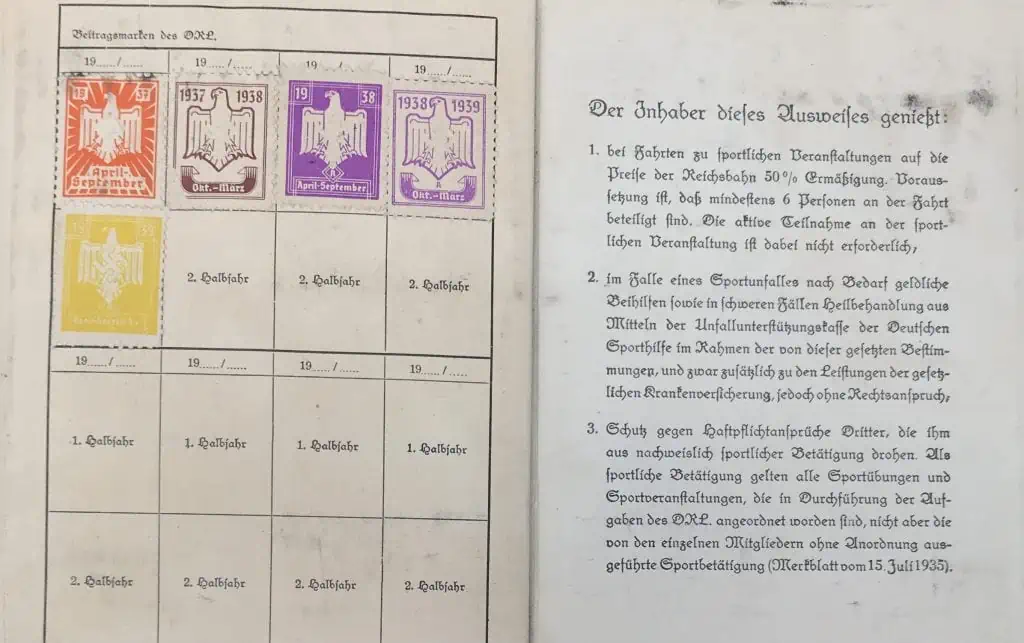 Beitragsmarken des DRL.
19....../...... 19....../...... 19....../...... 19....../......
1937
April-
September
1937 1938
Okt.-März
1938
April-September
A
1938 1939
A
Okt.-März
1939
2. Halbjahr 2. Halbjahr 2. Halbjahr
19....../...... 19....../...... 19....../...... 19....../......
1. Halbjahr 1. Halbjahr 1. Halbjahr 1. Halbjahr
2. Halbjahr 2. Halbjahr 2. Halbjahr 2. Halbjahr
Der Inhaber dieses Ausweises genießt:
1. bei Fahrten zu sportlichen Veranstaltungen auf die
Preise der Reichsbahn 50% Ermäßigung. Voraus-
setzung ist, daß mindestens 6 Personen an der Fahrt
beteiligt sind. Die aktive Teilnahme an der sport-
lichen Veranstaltung ist dabei nicht erforderlich;
2. im Falle eines Sportunfalles nach Bedarf geldliche
Beihilfen sowie in schweren Fällen Heilbehandlung aus
Mitteln der Unfallunterstützungskasse der Deutschen
Sporthilfe im Rahmen der von dieser gesetzten Bestim-
mungen, und zwar zusätzlich zu den Leistungen der gesetz-
lichen Krankenversicherung, jedoch ohne Rechtsanspruch;
3. Schutz gegen Haftpflichtansprüche Dritter, die ihm
aus nachweislich sportlicher Betätigung drohen. Als
sportliche Betätigung gelten alle Sportübungen und
Sportveranstaltungen, die in Durchführung der Auf-
gaben des DRL. angeordnet worden sind, nicht aber die
von den einzelnen Mitgliedern ohne Anordnung aus-
geführte Sportbetätigung (Merkblatt vom 15. Juli 1935).